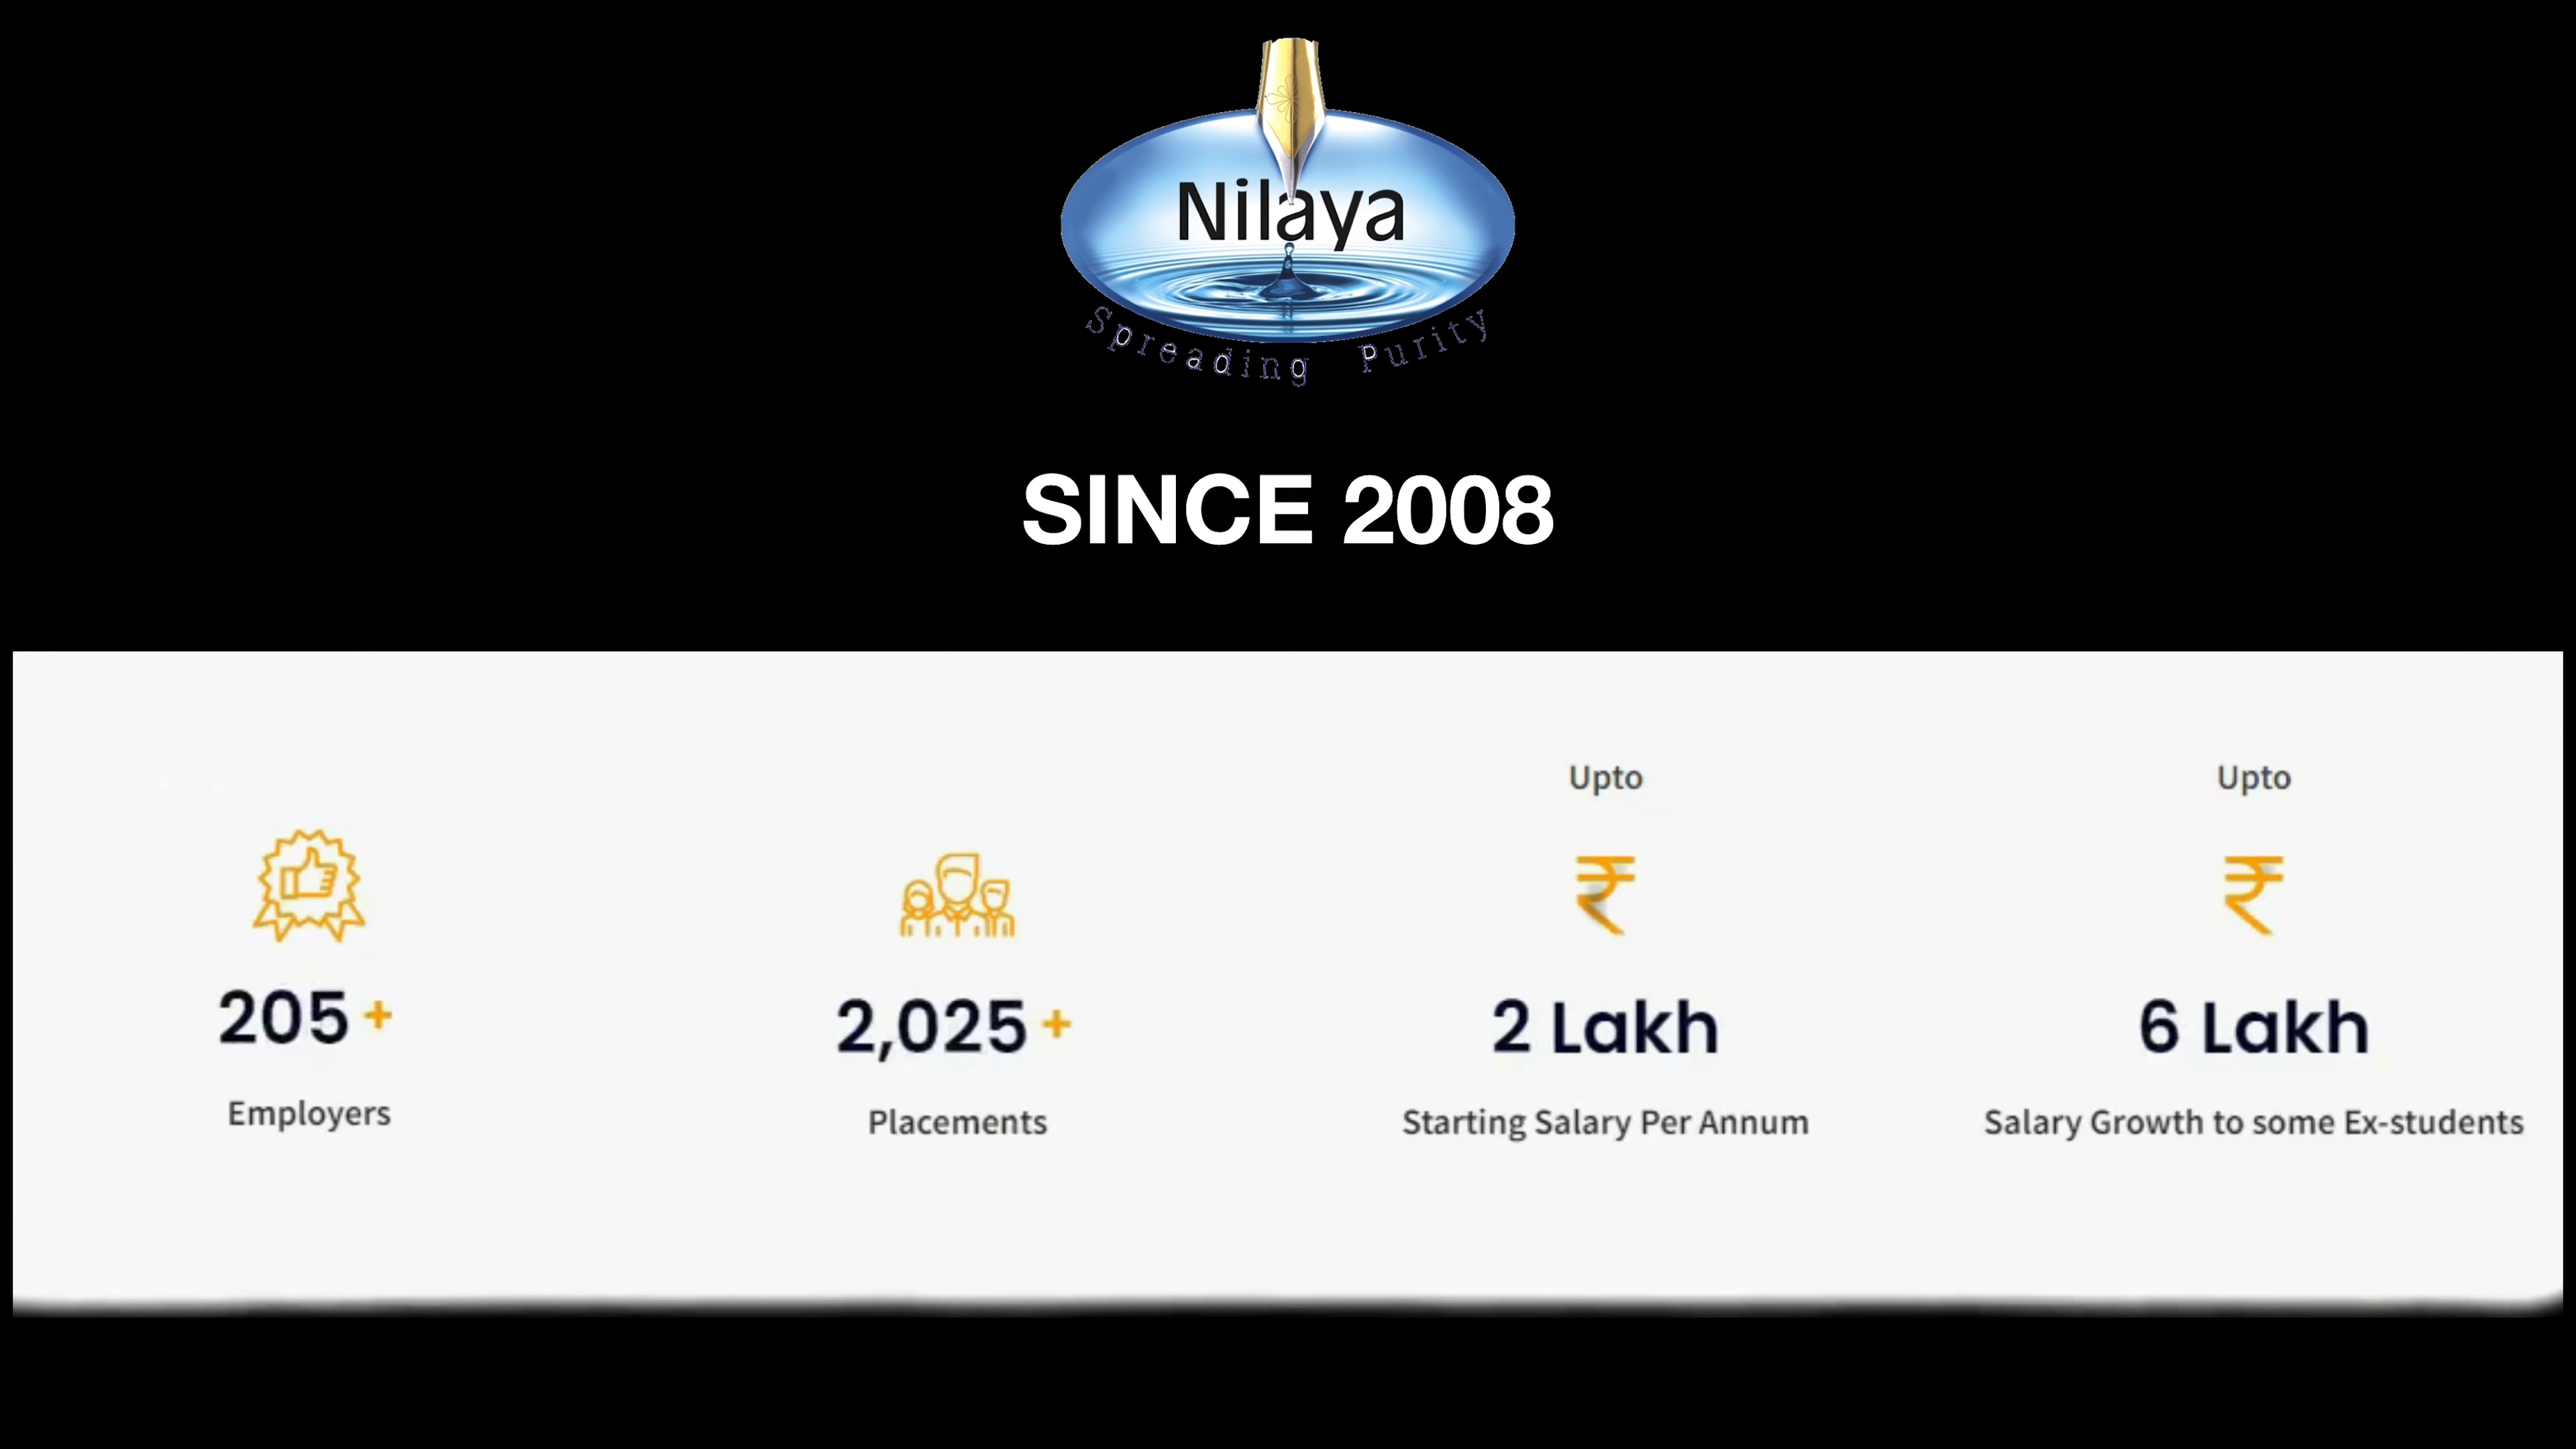 Nilaya
Spreading Purity
SINCE 2008
205 +
Employers
2,025 +
Placements
Upto
₹
2 Lakh
Starting Salary Per Annum
Upto
₹
6 Lakh
Salary Growth to some Ex-students